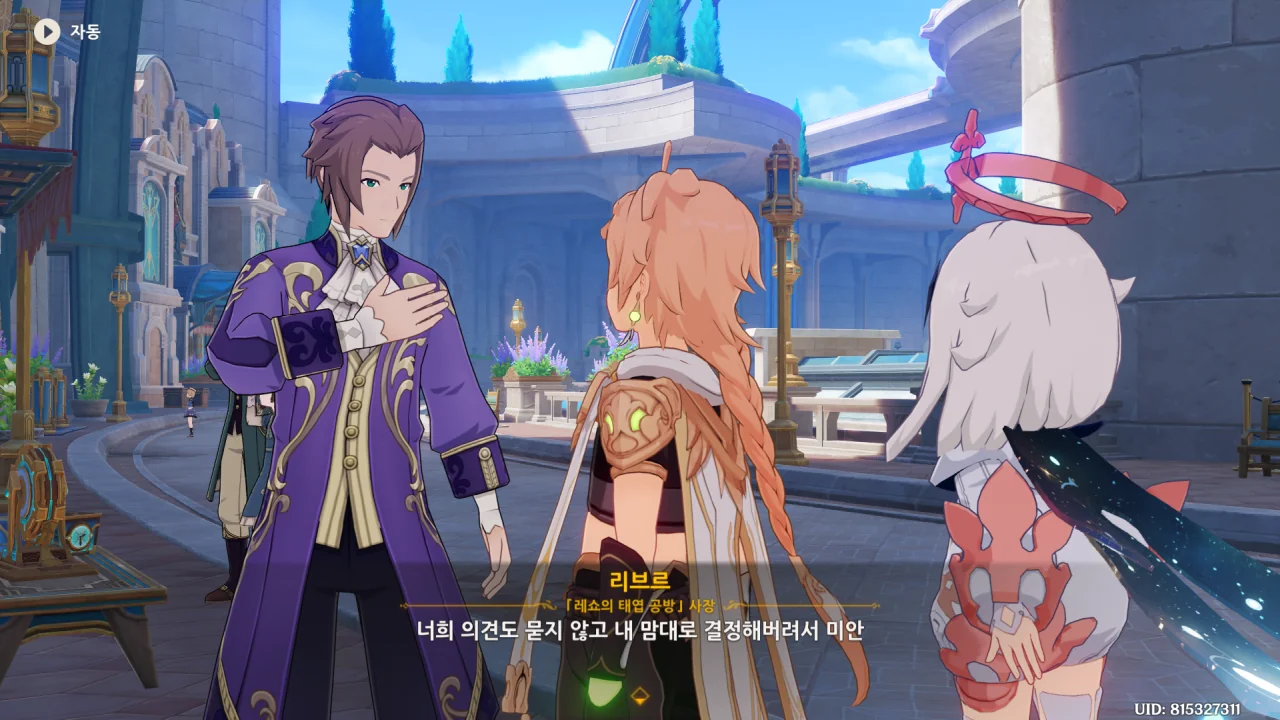 자동
리브르
「레쇼의 태엽 공방」 사장
너희 의견도 묻지 않고 내 맘대로 결정해버려서 미안
UID: 815327311